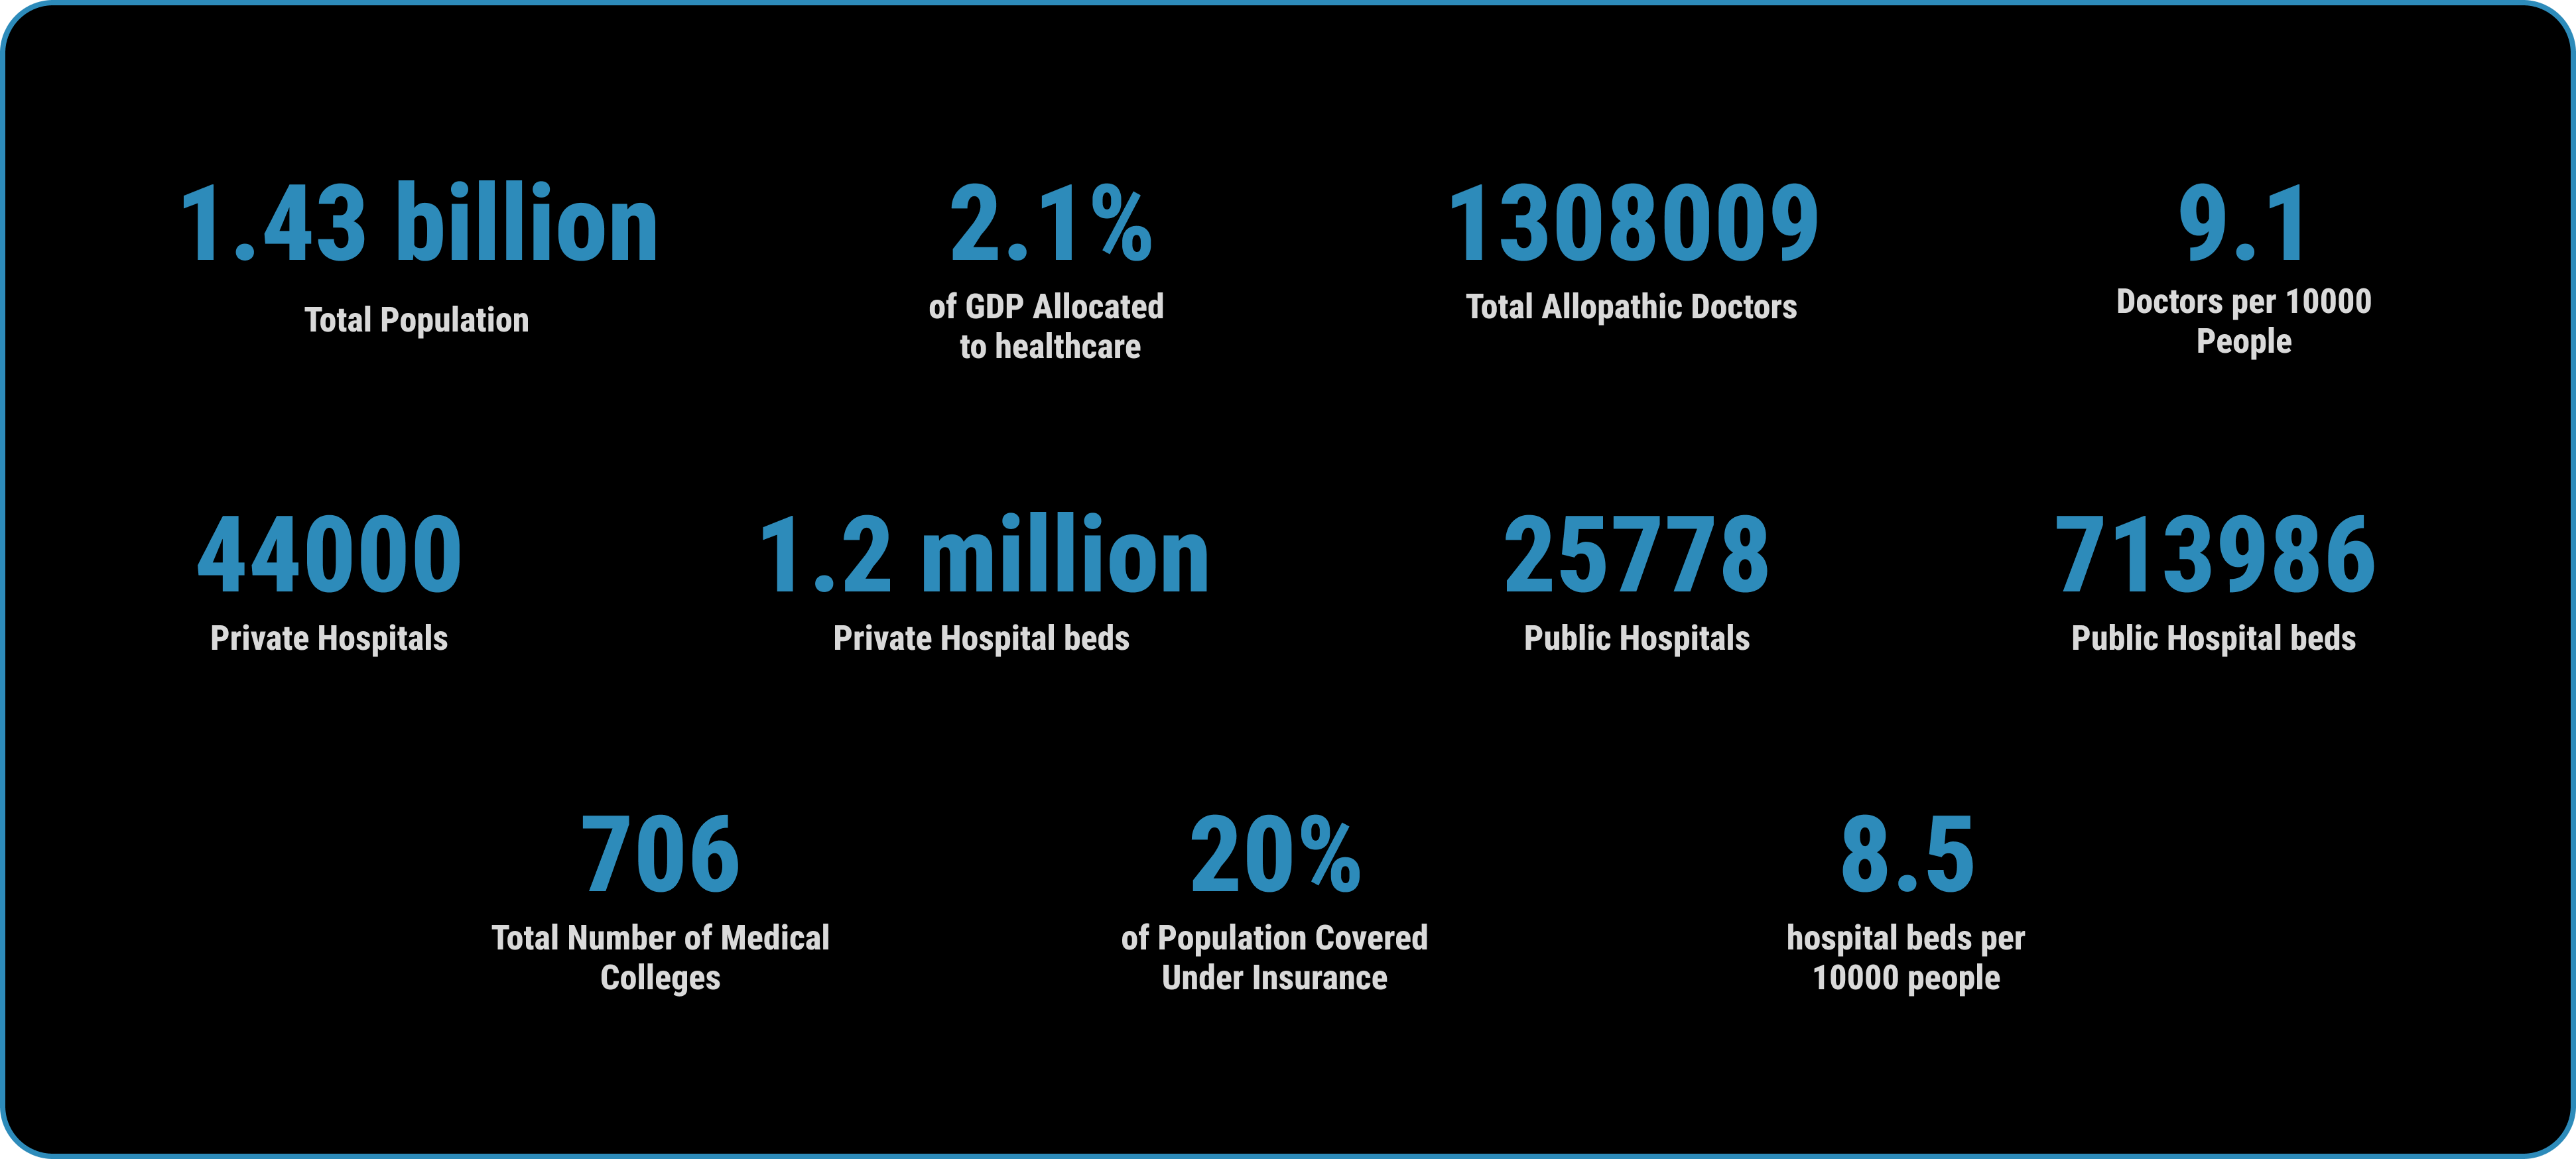 1.43 billion
Total Population
2.1%
of GDP Allocated
to healthcare
1308009
Total Allopathic Doctors
9.1
Doctors per 10000
People
44000
Private Hospitals
1.2 million
Private Hospital beds
25778
Public Hospitals
713986
Public Hospital beds
706
Total Number of Medical
Colleges
20%
of Population Covered
Under Insurance
8.5
hospital beds per
10000 people